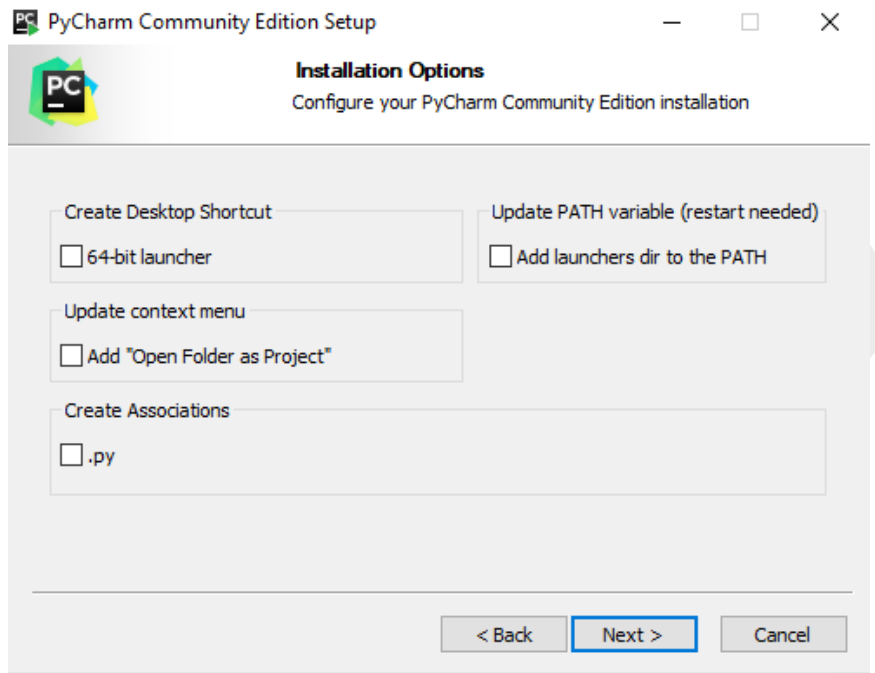 PyCharm Community Edition Setup
PC
Installation Options
Configure your PyCharm Community Edition installation
Create Desktop Shortcut
64-bit launcher
Update PATH variable (restart needed)
Add launchers dir to the PATH
Update context menu
Add "Open Folder as Project"
Create Associations
.py
< Back
Next >
Cancel